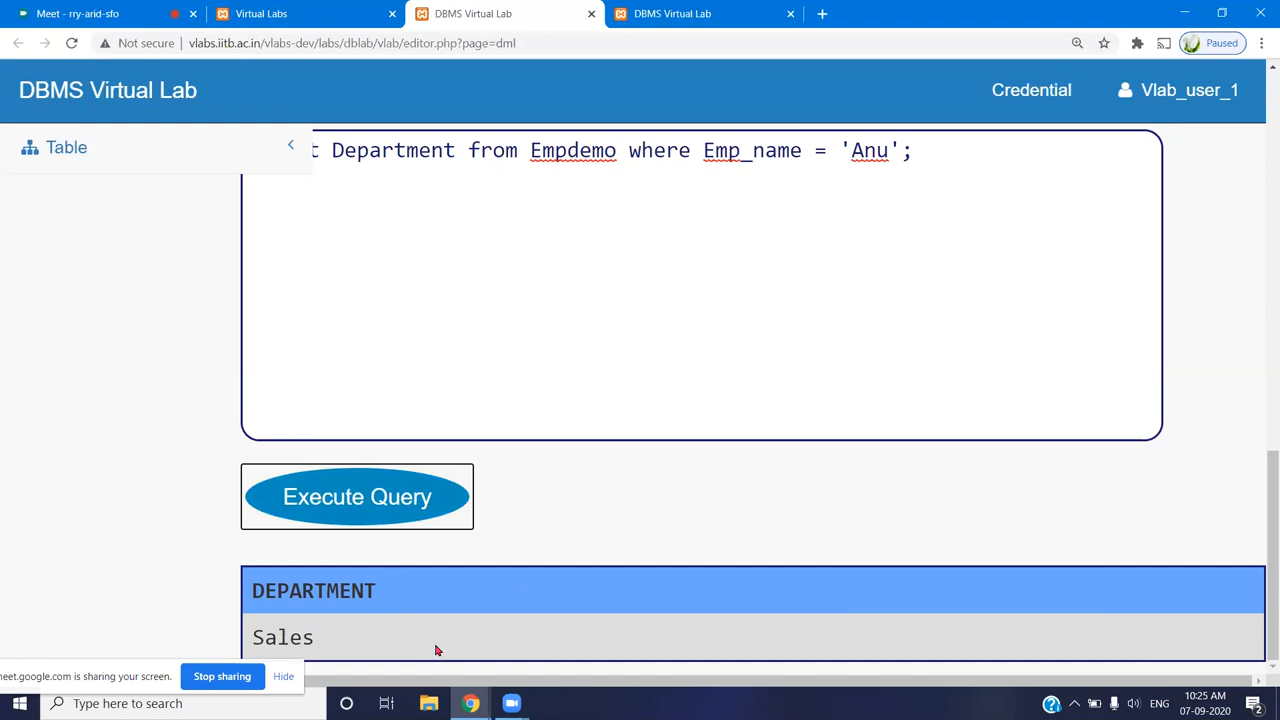 Meet - rry-arid-sfo
Virtual Labs
DBMS Virtual Lab
DBMS Virtual Lab
Not secure
vlabs.iitb.ac.in/vlabs-dev/labs/dblab/vlab/editor.php?page=dml
Paused
DBMS Virtual Lab
Credential
Vlab_user_1
Table
t Department from Empdemo where Emp_name = 'Anu';
Execute Query
DEPARTMENT
Sales
neet.google.com is sharing your screen.
Stop sharing
Hide
Type here to search
ENG
10:25 AM
07-09-2020
2